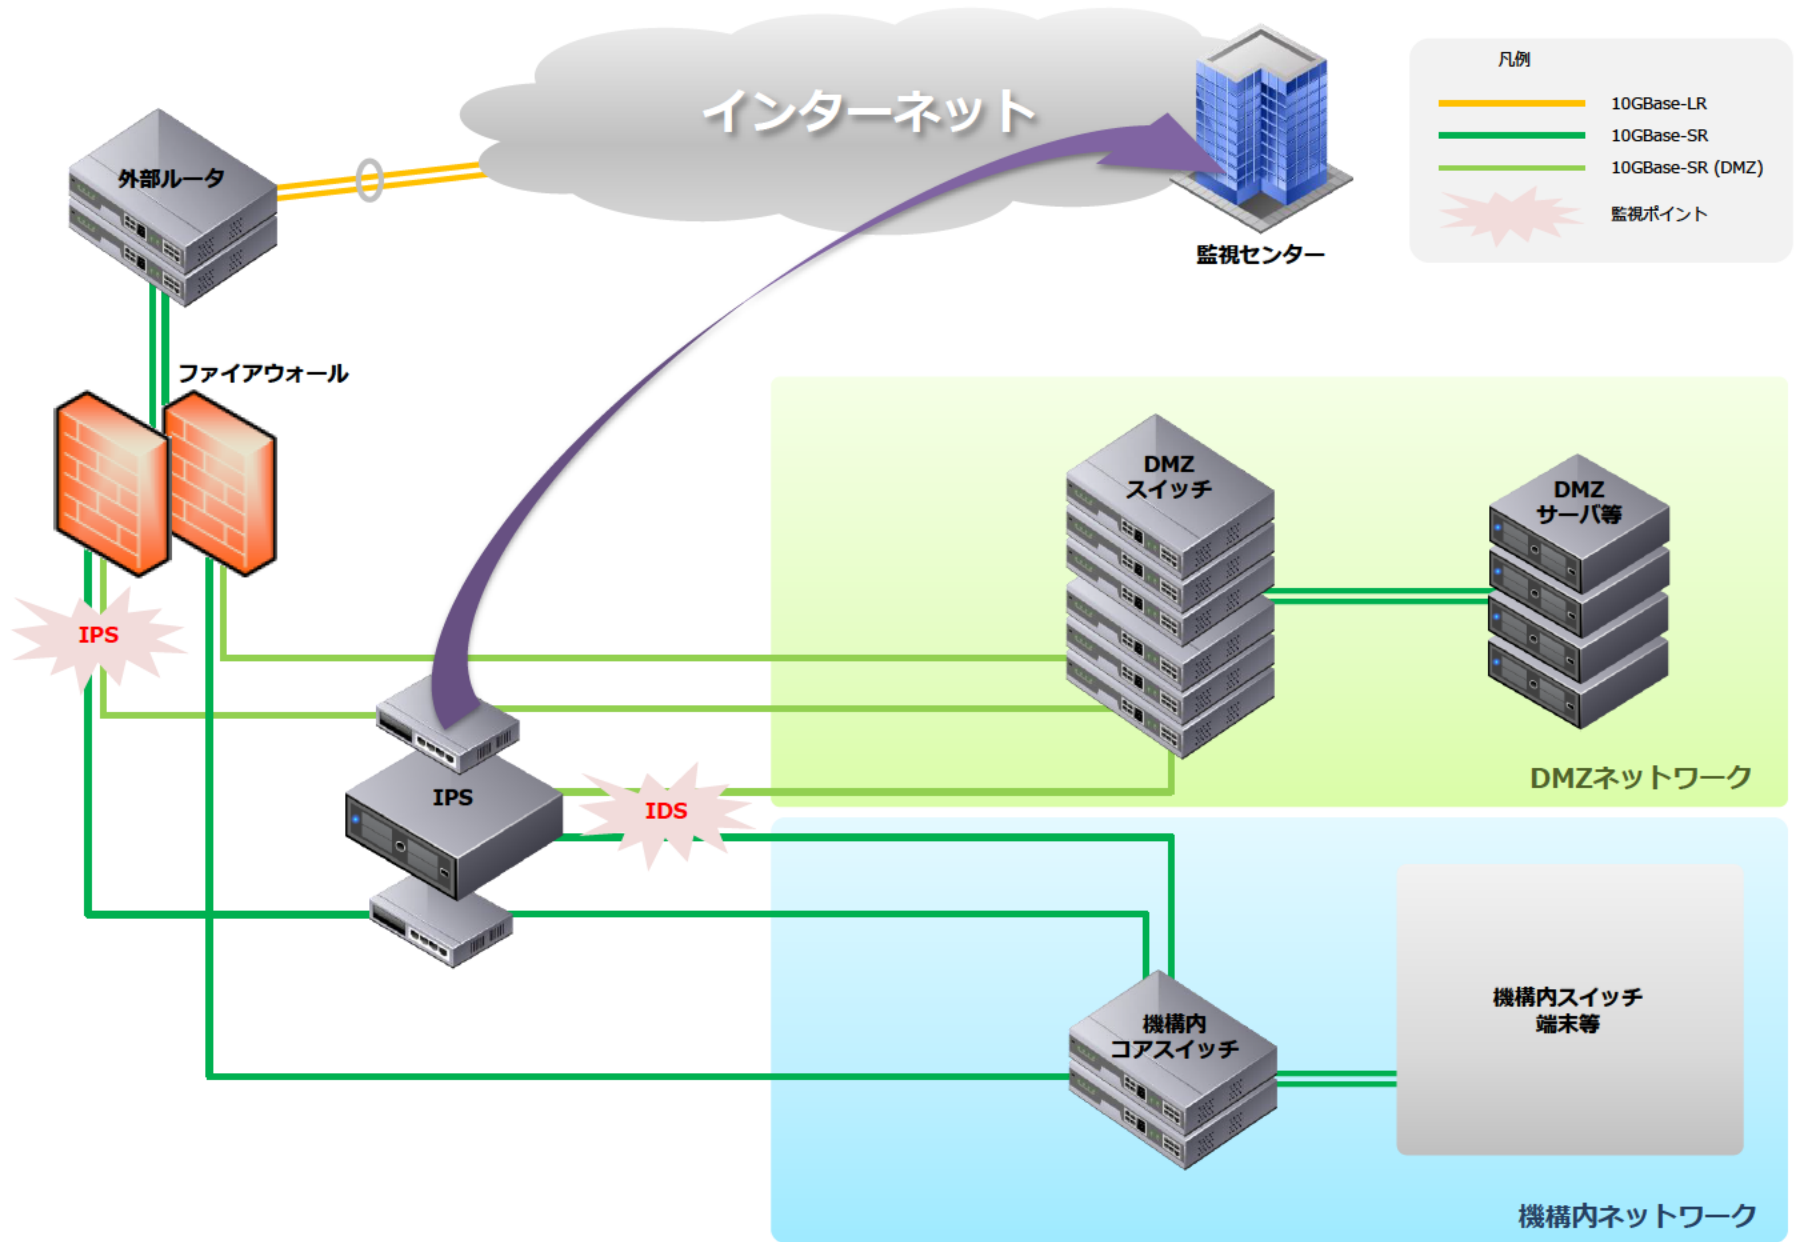 インターネット
凡例
10GBase-LR
10GBase-SR
10GBase-SR (DMZ)
監視ポイント
外部ルータ
監視センター
ファイアウォール
DMZ
スイッチ
DMZ
サーバ等
IPS
DMZネットワーク
IPS
IDS
機構内スイッチ
端末等
機構内
コアスイッチ
機構内ネットワーク